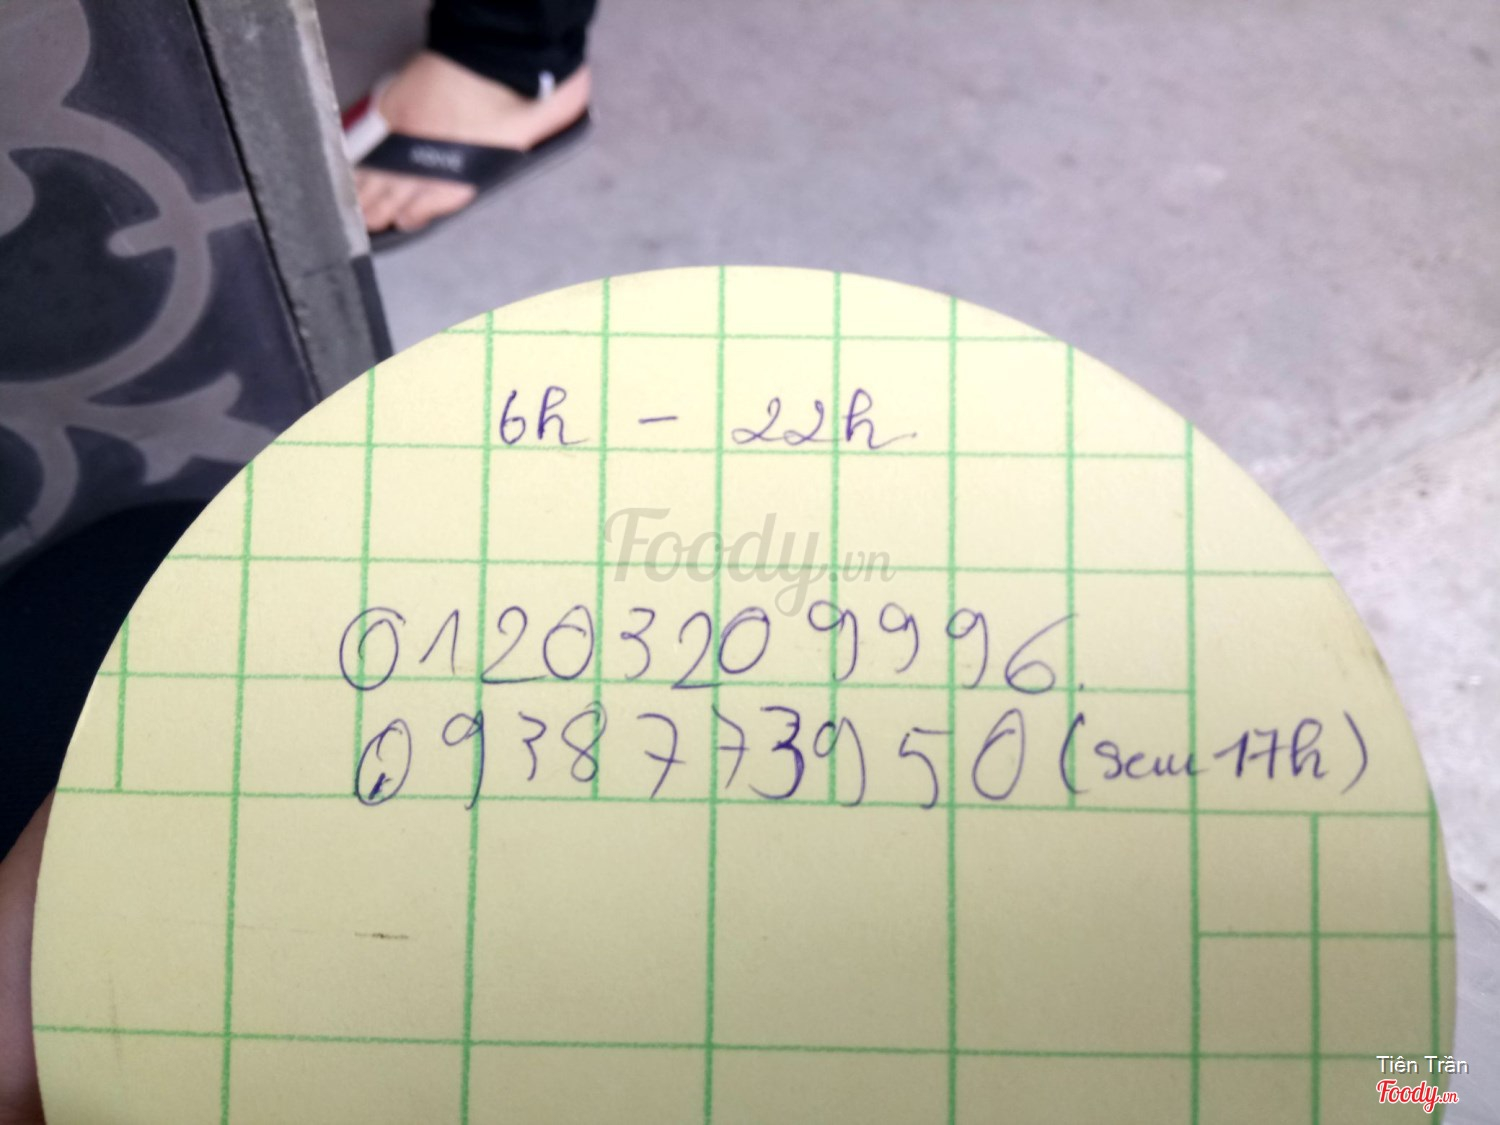 6h - 22h
Foody.vn
01203209996.
0938773950 (sau 17h)
Tiên Trần
Foody.vn